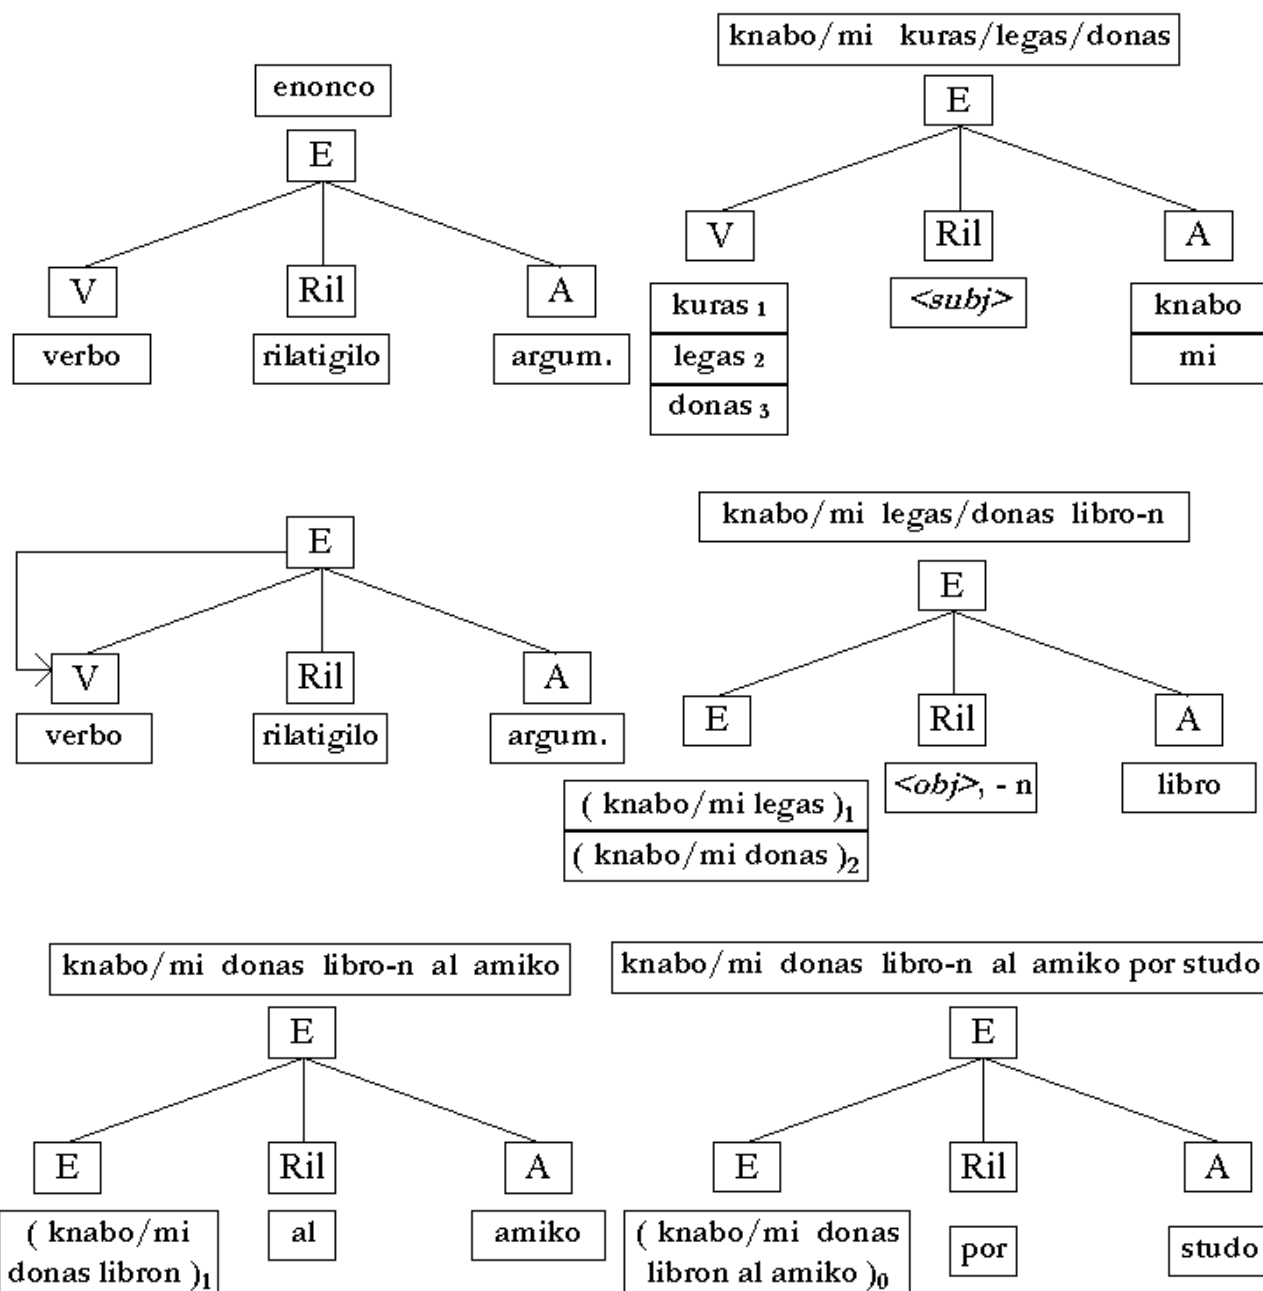 enonco
E
V Ril A
verbo rilatigilo argum.
knabo/mi kuras/legas/donas
E
V Ril A
kuras 1 <subj> knabo
legas 2 mi
donas 3
E
V Ril A
verbo rilatigilo argum.
knabo/mi legas/donas libro-n
E
E Ril A
( knabo/mi legas )1 <obj>, - n libro
( knabo/mi donas )2
knabo/mi donas libro-n al amiko
E
E Ril A
( knabo/mi al amiko
donas libron )1
knabo/mi donas libro-n al amiko por studo
E
E Ril A
( knabo/mi donas por studo
libron al amiko )0